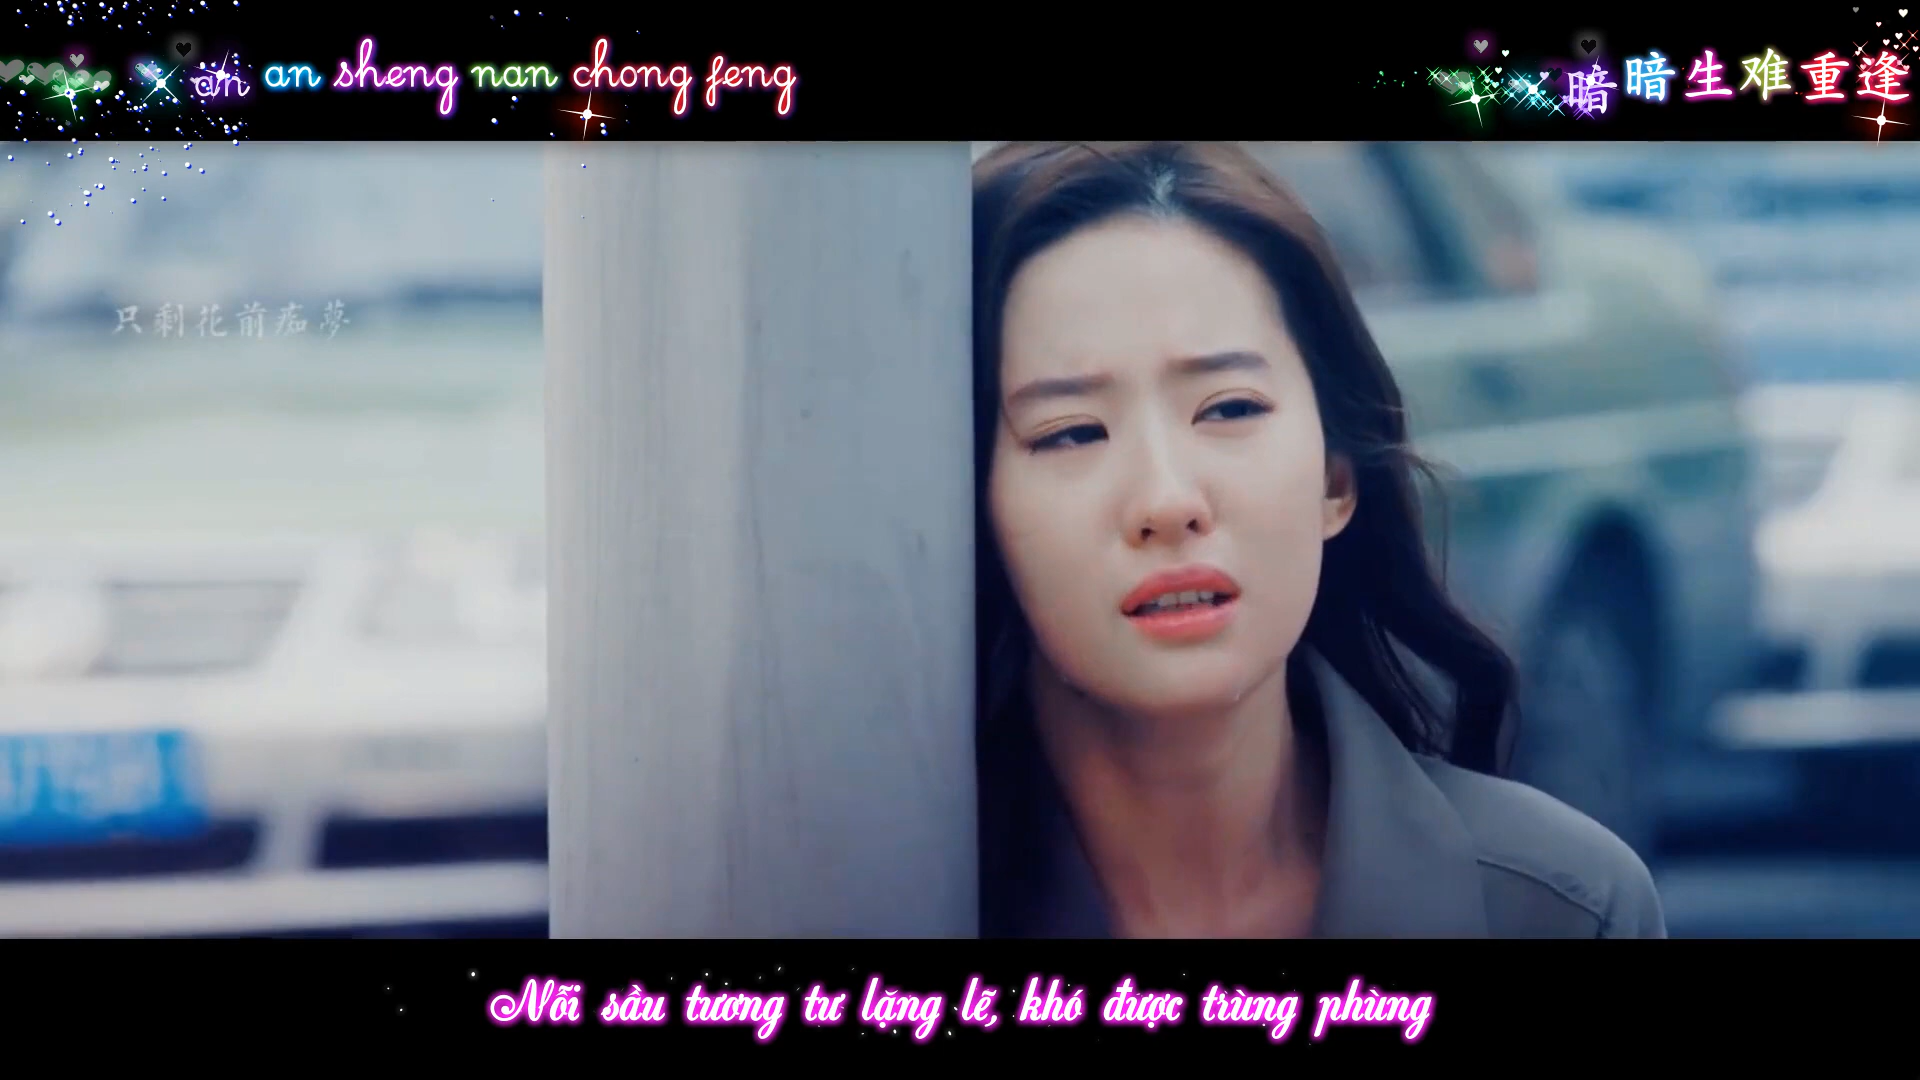 an an sheng nan chong feng
暗暗生难重逢
只剩花前痴夢
Nỗi sầu tương tư lặng lẽ, khó được trùng phùng